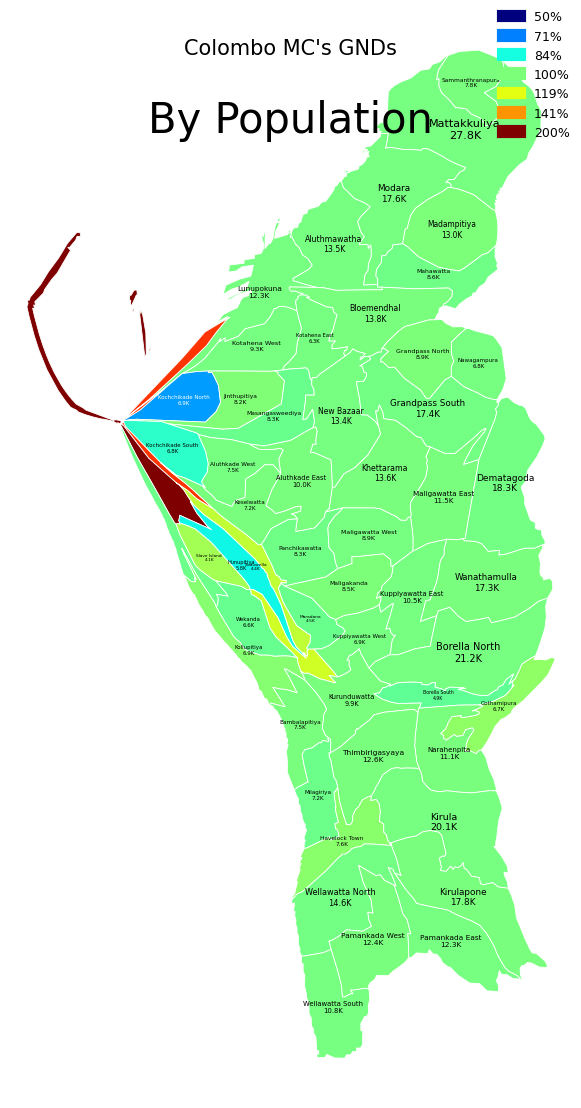 Colombo MC's GNDs
By Population
50%
71%
84%
100%
119%
141%
200%
Sammanthranapura
7.8K
Mattakkuliya
27.8K
Modara
17.6K
Madampitiya
13.0K
Aluthmawatha
13.5K
Mahawatta
8.6K
Lunupokuna
12.3K
Bloemendhal
13.8K
Kotahena East
6.3K
Kotahena West
9.3K
Grandpass North
8.9K
Nawagampura
6.8K
Kochchikade North
6.9K
Jinthupitiya
8.2K
Masangasweediya
8.3K
New Bazaar
13.4K
Grandpass South
17.4K
Kochchikade South
6.8K
Aluthkade West
7.5K
Aluthkade East
10.0K
Khettarama
13.6K
Dematagoda
18.3K
Maligawatta East
11.5K
Keselwatta
7.2K
Maligawatta West
8.9K
Panchikawatta
8.3K
Slave Island
4.1K
Hunupitiya
5.8K
4.4K
Maligakanda
8.5K
Wanathamulla
17.3K
Kuppiyawatta East
10.5K
Maradana
4.5K
Wekanda
6.6K
Kuppiyawatta West
6.9K
Kollupitiya
6.9K
Borella North
21.2K
Borella South
4.9K
Kurunduwatta
9.9K
Gothamipura
6.7K
Bambalapitiya
7.5K
Thimbirigasyaya
12.6K
Narahenpita
11.1K
Milagiriya
7.2K
Kirula
20.1K
Havelock Town
7.6K
Wellawatta North
14.6K
Kirulapone
17.8K
Pamankada West
12.4K
Pamankada East
12.3K
Wellawatta South
10.8K